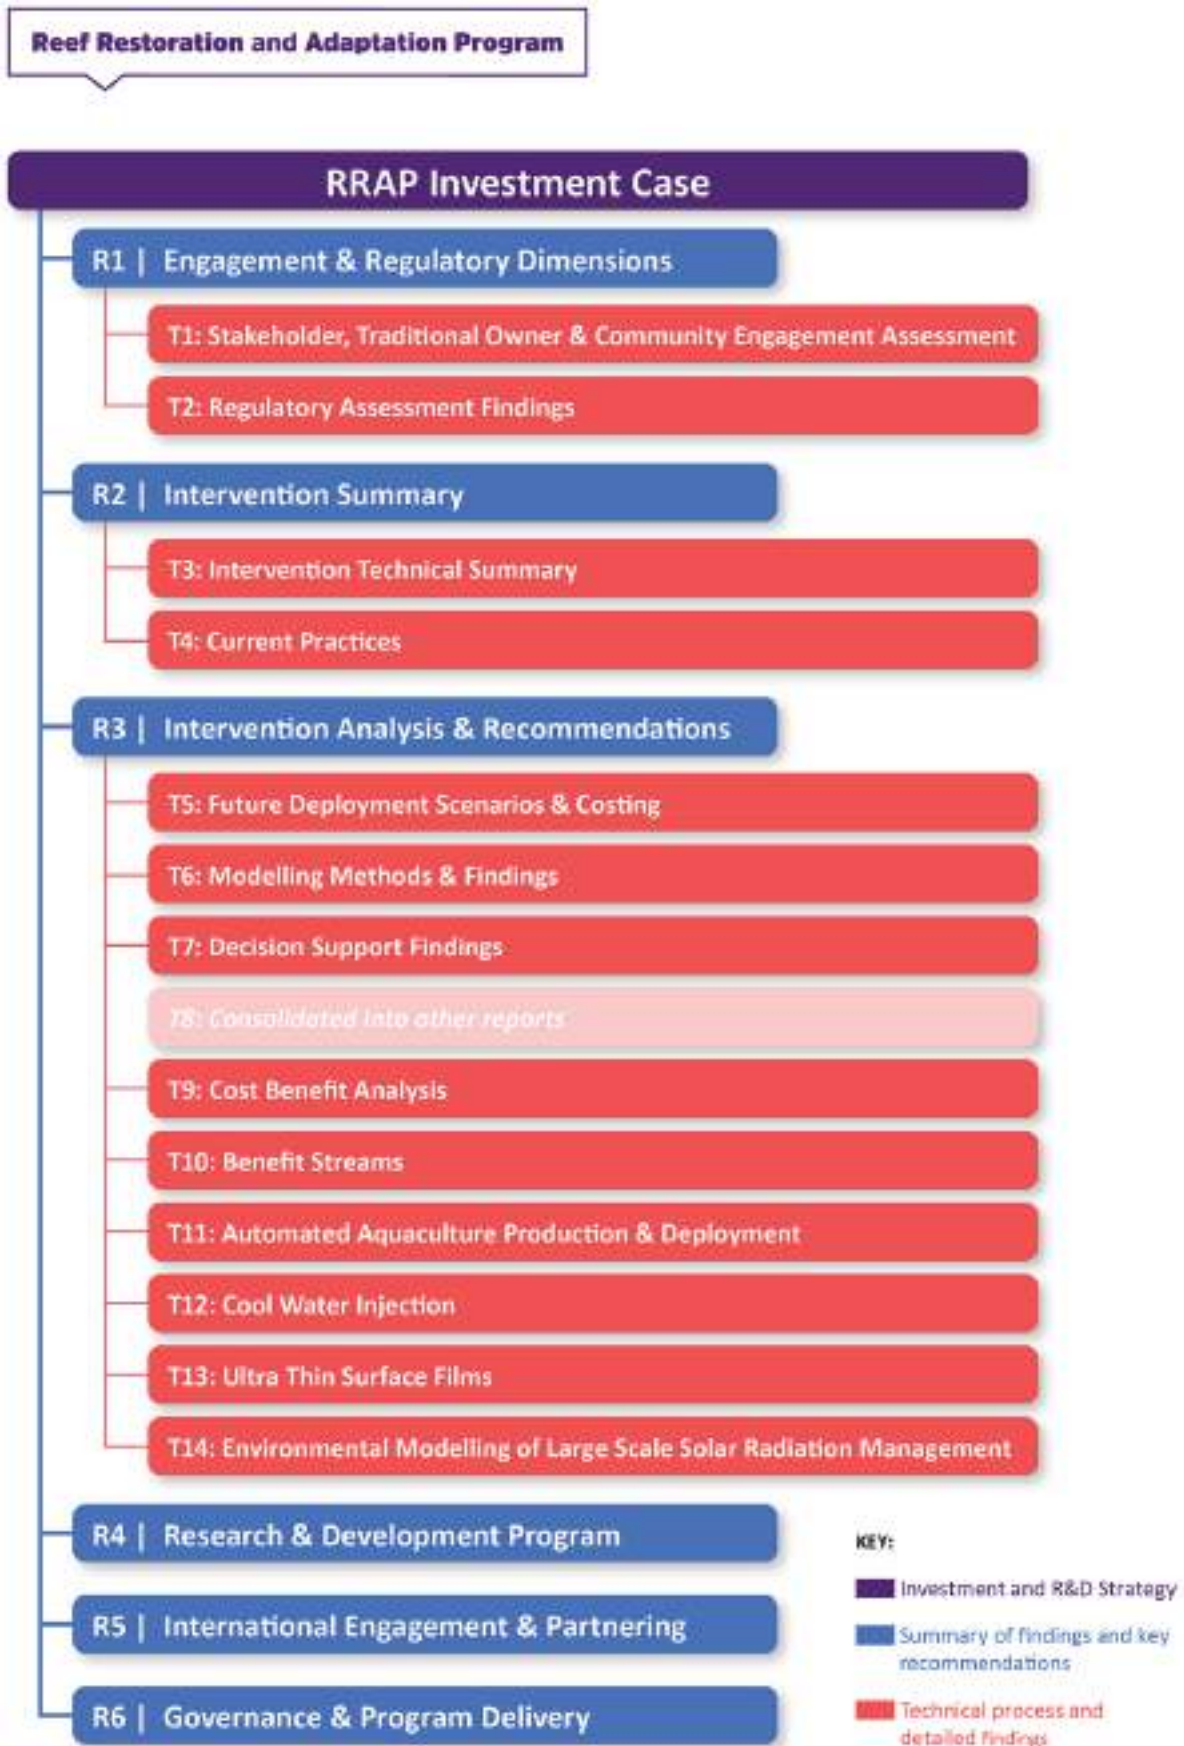 Reef Restoration and Adaptation Program
RRAP Investment Case
R1 | Engagement & Regulatory Dimensions
T1: Stakeholder, Traditional Owner & Community Engagement Assessment
T2: Regulatory Assessment Findings
R2 | Intervention Summary
T3: Intervention Technical Summary
T4: Current Practices
R3 | Intervention Analysis & Recommendations
T5: Future Deployment Scenarios & Costing
T6: Modelling Methods & Findings
T7: Decision Support Findings
T8: Consolidated into other reports
T9: Cost Benefit Analysis
T10: Benefit Streams
T11: Automated Aquaculture Production & Deployment
T12: Cool Water Injection
T13: Ultra Thin Surface Films
T14: Environmental Modelling of Large Scale Solar Radiation Management
R4 | Research & Development Program
R5 | International Engagement & Partnering
R6 | Governance & Program Delivery
KEY:
Investment and R&D Strategy
Summary of findings and key
recommendations
Technical process and
detailed findings